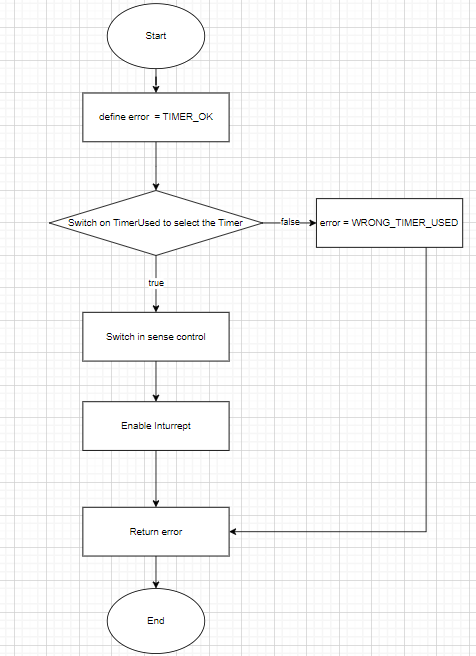 Start
define error = TIMER_OK
Switch on TimerUsed to select the Timer
false
error = WRONG_TIMER_USED
true
Switch in sense control
Enable Inturrept
Return error
End